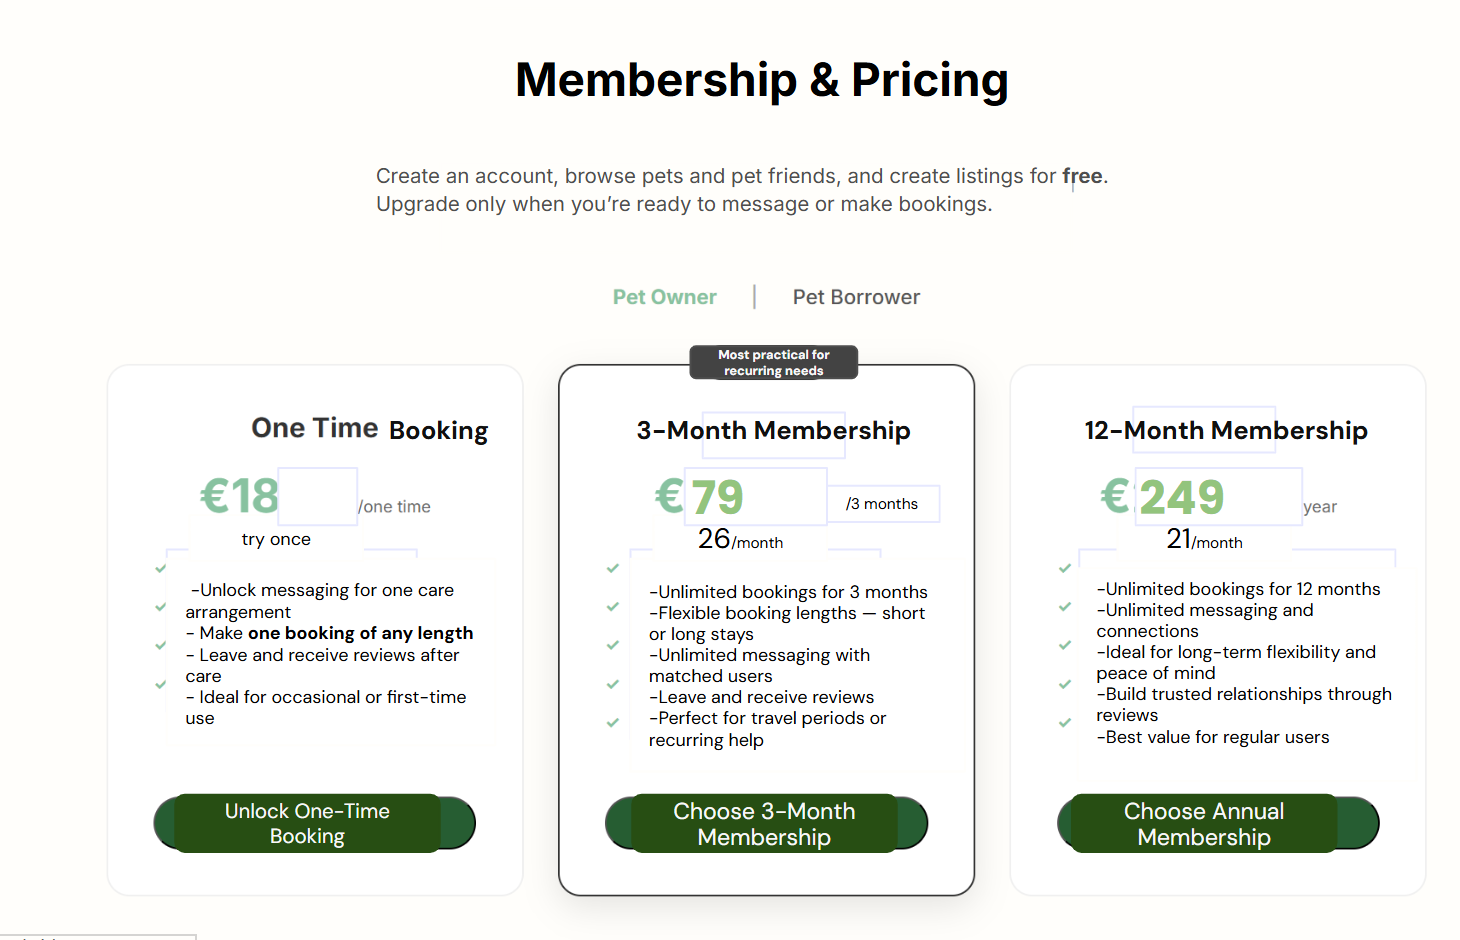 Membership & Pricing
Create an account, browse pets and pet friends, and create listings for free.
Upgrade only when you’re ready to message or make bookings.
Pet Owner | Pet Borrower
Most practical for
recurring needs
One Time Booking
€18 /one time
try once
-Unlock messaging for one care
arrangement
- Make one booking of any length
- Leave and receive reviews after
care
- Ideal for occasional or first-time
use
Unlock One-Time
Booking
3-Month Membership
€79 /3 months
26/month
-Unlimited bookings for 3 months
-Flexible booking lengths — short
or long stays
-Unlimited messaging with
matched users
-Leave and receive reviews
-Perfect for travel periods or
recurring help
Choose 3-Month
Membership
12-Month Membership
€249 year
21/month
-Unlimited bookings for 12 months
-Unlimited messaging and
connections
-Ideal for long-term flexibility and
peace of mind
-Build trusted relationships through
reviews
-Best value for regular users
Choose Annual
Membership